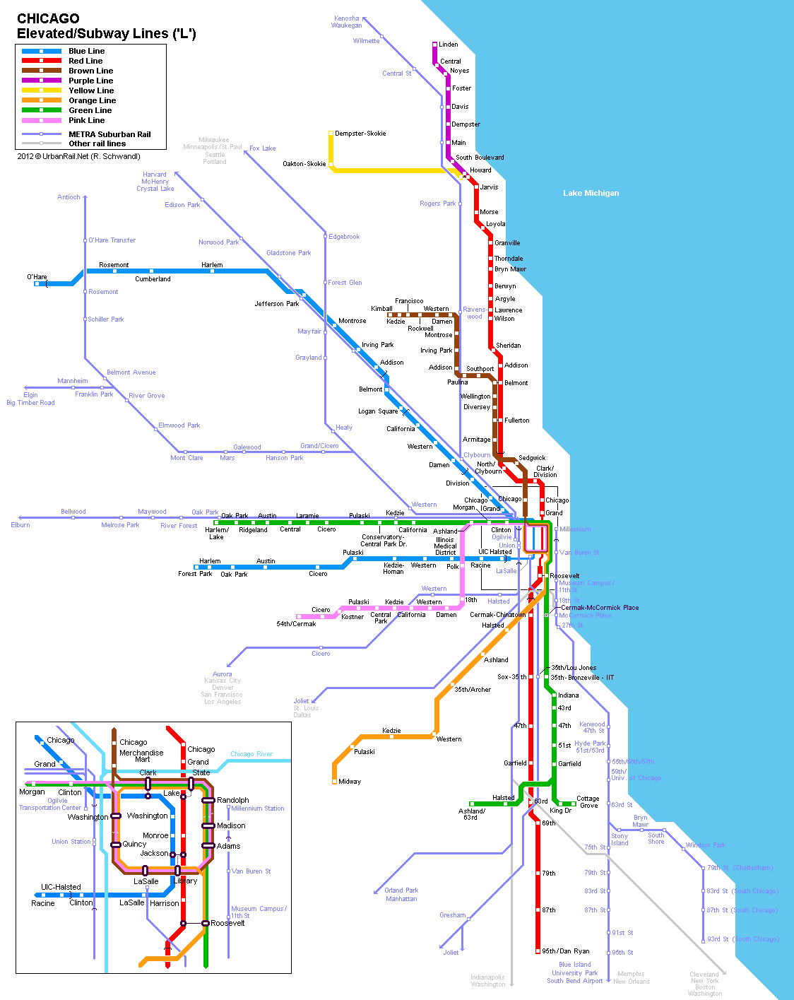 CHICAGO
Elevated/Subway Lines ('L')
Blue Line
Red Line
Brown Line
Purple Line
Yellow Line
Orange Line
Green Line
Pink Line
METRA Suburban Rail
Other rail lines
2012 © UrbanRail.Net (R. Schwandl)
Kenosha
Waukegan
Wilmette
Central St
Linden
Central
Noyes
Foster
Davis
Dempster
Main
South Boulevard
Howard
Dempster-Skokie
Oakton-Skokie
Milwaukee
Minneapolis/St.Paul
Seattle
Portland
Fox Lake
Harvard
McHenry
Crystal Lake
Edison Park
Antioch
Lake Michigan
Rogers Park
Jarvis
Morse
Loyola
Granville
Thorndale
Bryn Mawr
Berwyn
Argyle
Lawrence
Wilson
Sheridan
Addison
Belmont
Fullerton
Norwood Park
Gladstone Park
Edgebrook
Forest Glen
O'Hare Transfer
O'Hare
Rosemont
Cumberland
Harlem
Jefferson Park
Rosemont
Schiller Park
Mayfair
Grayland
Montrose
Irving Park
Addison
Belmont
Logan Square
California
Western
Damen
Division
Chicago
Grand
Francisco
Kimball
Western
Kedzie
Rockwell
Damen
Montrose
Irving Park
Addison
Southport
Paulina
Wellington
Diversey
Armitage
Sedgwick
Chicago
Ravens-
wood
Clybourn
North/
Clybourn
Clark/
Division
Chicago
Grand
Belmont Avenue
Mannheim
Franklin Park
River Grove
Elgin
Big Timber Road
Elmwood Park
Mont Clare
Mars
Galewood
Hanson Park
Grand/Cicero
Healy
Western
Bellwood
Maywood
Oak Park
Elburn
Melrose Park
River Forest
Kedzie
Oak Park
Austin
Laramie
Pulaski
Harlem/
Lake
Ridgeland
Central
Cicero
Conservatory-
Central Park Dr.
California
Ashland
Morgan
Clinton
Ogilvie
Union
LaSalle
Millennium
Van Buren St
Illinois
Medical
District
Polk
18th
Harlem
Forest Park
Oak Park
Austin
Cicero
Pulaski
Kedzie-
Homan
Western
Racine
UIC Halsted
Roosevelt
Museum Campus/
11th St
18th St
Cermak-McCormick Place
McCormick Place
27th St
Western
Halsted
Pulaski
Kedzie
Western
Cicero
54th/Cermak
Kostner
Central
Park
California
Damen
Cermak-Chinatown
Halsted
Ashland
35th/Archer
Western
Kedzie
Pulaski
Midway
Cicero
Aurora
Kansas City
Denver
San Francisco
Los Angeles
Joliet
St. Louis
Dallas
35th/Lou Jones
Sox-35th
35th-Bronzeville - IIT
Indiana
43rd
47th
47th
51st
Garfield
Garfield
Halsted
Ashland/
63rd
63rd
King Dr
Cottage
Grove
69th
79th
87th
95th/Dan Ryan
Kenwood
47th St
Hyde Park
51st/53rd
55th/56th/57th
59th/
Univ. of Chicago
63rd St
Bryn
Mawr
Stony
Island
South
Shore
Windsor Park
75th St
79th St
83rd St
87th St
91st St
95th St
79th St (Cheltenham)
83rd St (South Chicago)
87th St (South Chicago)
93rd St (South Chicago)
Orland Park
Manhattan
Gresham
Joliet
Indianapolis
Washington
Blue Island
University Park
South Bend Airport
Memphis
New Orleans
Cleveland
New York
Boston
Washington
Chicago
Chicago
Merchandise
Mart
Chicago
Grand
Grand
Chicago River
Clark
State
Morgan
Clinton
Lake
Ogilvie
Transportation Center
Randolph
Millennium Station
Washington
Washington
Madison
Union Station
Quincy
Monroe
Adams
Jackson
Van Buren St
LaSalle
Library
UIC-Halsted
Racine
Clinton
LaSalle
Harrison
Museum Campus/
11th St
Roosevelt